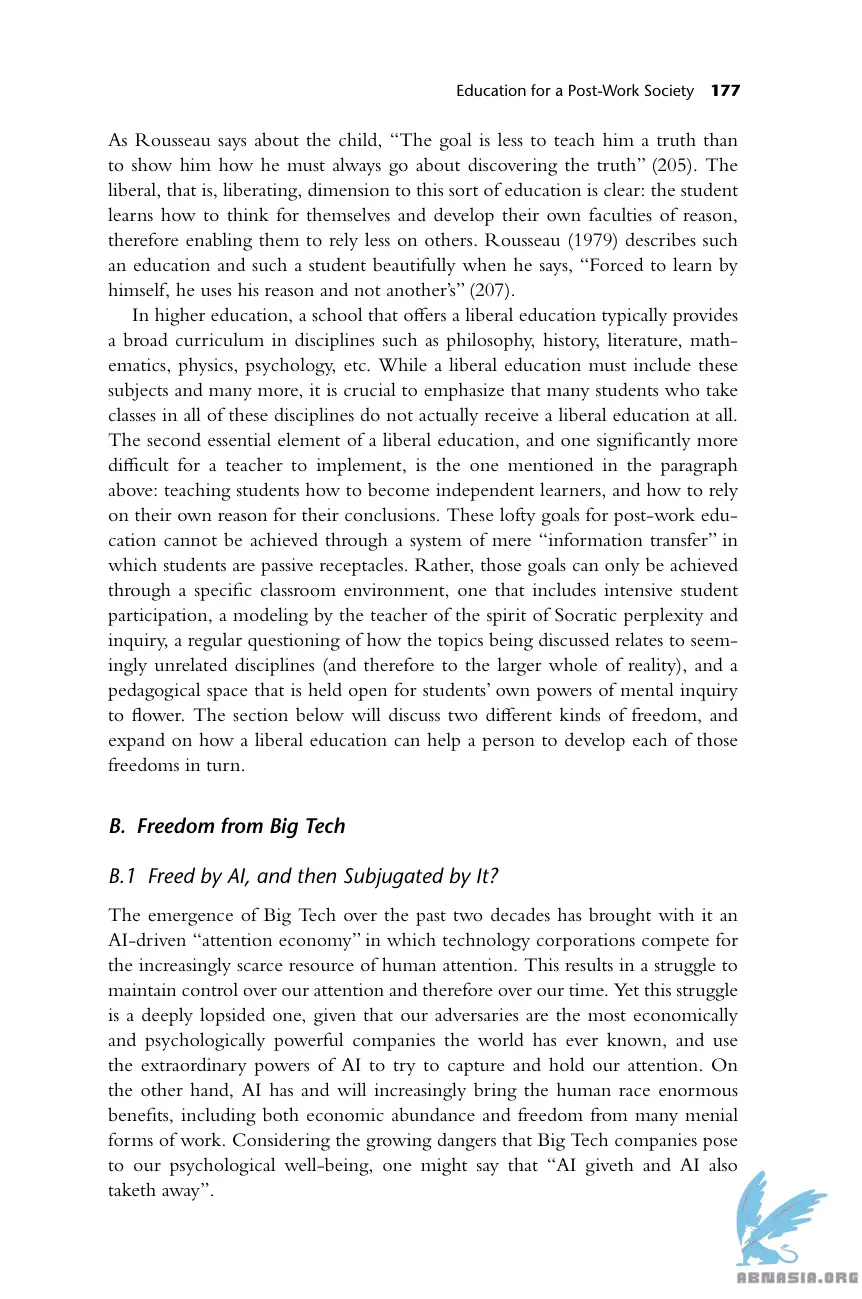 Education for a Post-Work Society 177
As Rousseau says about the child, “The goal is less to teach him a truth than
to show him how he must always go about discovering the truth” (205). The
liberal, that is, liberating, dimension to this sort of education is clear: the student
learns how to think for themselves and develop their own faculties of reason,
therefore enabling them to rely less on others. Rousseau (1979) describes such
an education and such a student beautifully when he says, “Forced to learn by
himself, he uses his reason and not another’s” (207).
In higher education, a school that offers a liberal education typically provides
a broad curriculum in disciplines such as philosophy, history, literature, math-
ematics, physics, psychology, etc. While a liberal education must include these
subjects and many more, it is crucial to emphasize that many students who take
classes in all of these disciplines do not actually receive a liberal education at all.
The second essential element of a liberal education, and one significantly more
difficult for a teacher to implement, is the one mentioned in the paragraph
above: teaching students how to become independent learners, and how to rely
on their own reason for their conclusions. These lofty goals for post-work edu-
cation cannot be achieved through a system of mere “information transfer” in
which students are passive receptacles. Rather, those goals can only be achieved
through a specific classroom environment, one that includes intensive student
participation, a modeling by the teacher of the spirit of Socratic perplexity and
inquiry, a regular questioning of how the topics being discussed relates to seem-
ingly unrelated disciplines (and therefore to the larger whole of reality), and a
pedagogical space that is held open for students’ own powers of mental inquiry
to flower. The section below will discuss two different kinds of freedom, and
expand on how a liberal education can help a person to develop each of those
freedoms in turn.
B. Freedom from Big Tech
B.1 Freed by AI, and then Subjugated by It?
The emergence of Big Tech over the past two decades has brought with it an
AI-driven “attention economy” in which technology corporations compete for
the increasingly scarce resource of human attention. This results in a struggle to
maintain control over our attention and therefore over our time. Yet this struggle
is a deeply lopsided one, given that our adversaries are the most economically
and psychologically powerful companies the world has ever known, and use
the extraordinary powers of AI to try to capture and hold our attention. On
the other hand, AI has and will increasingly bring the human race enormous
benefits, including both economic abundance and freedom from many menial
forms of work. Considering the growing dangers that Big Tech companies pose
to our psychological well-being, one might say that “AI giveth and AI also
taketh away”.
ABNASIA.ORG